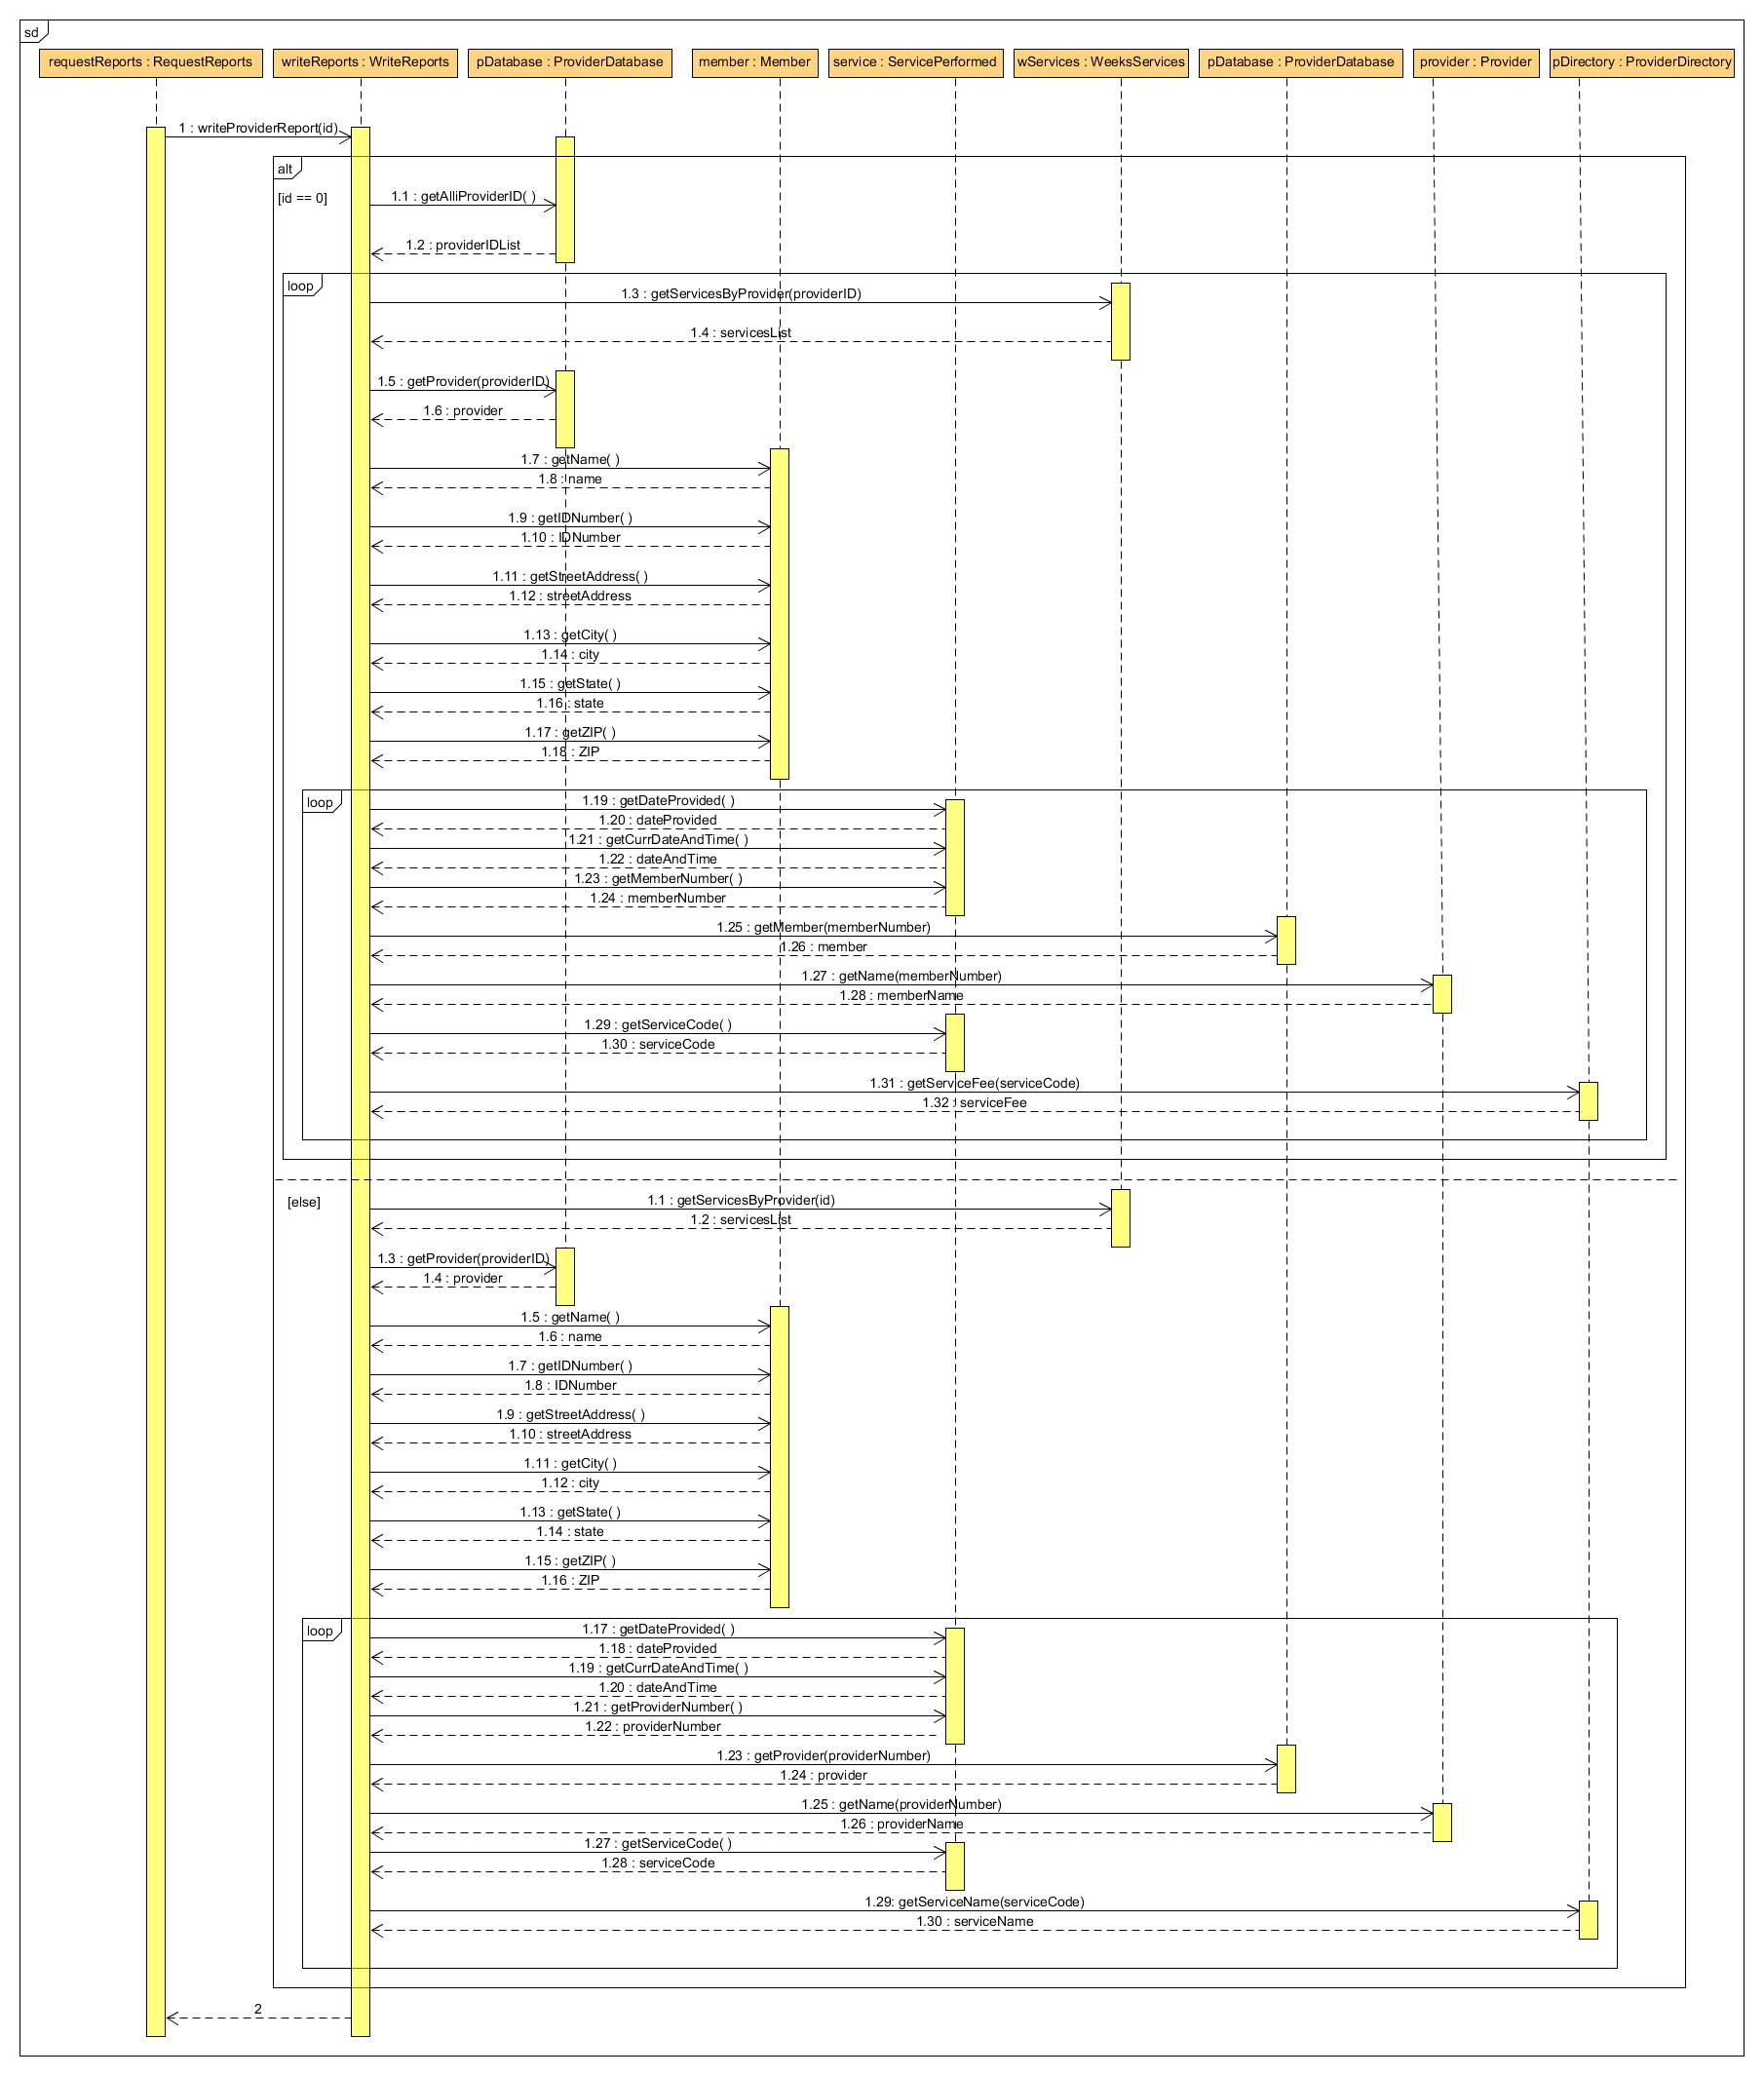 sd
requestReports : RequestReports
writeReports : WriteReports
pDatabase : ProviderDatabase
member : Member
service : ServicePerformed
wServices : WeeksServices
pDatabase : ProviderDatabase
provider : Provider
pDirectory : ProviderDirectory
1 : writeProviderReport(id)
alt
[id == 0]
1.1 : getAlliProviderID( )
1.2 : providerIDList
loop
1.3 : getServicesByProvider(providerID)
1.4 : servicesList
1.5 : getProvider(providerID)
1.6 : provider
1.7 : getName( )
1.8 : name
1.9 : getIDNumber( )
1.10 : IDNumber
1.11 : getStreetAddress( )
1.12 : streetAddress
1.13 : getCity( )
1.14 : city
1.15 : getState( )
1.16 : state
1.17 : getZIP( )
1.18 : ZIP
loop
1.19 : getDateProvided( )
1.20 : dateProvided
1.21 : getCurrDateAndTime( )
1.22 : dateAndTime
1.23 : getMemberNumber( )
1.24 : memberNumber
1.25 : getMember(memberNumber)
1.26 : member
1.27 : getName(memberNumber)
1.28 : memberName
1.29 : getServiceCode( )
1.30 : serviceCode
1.31 : getServiceFee(serviceCode)
1.32 : serviceFee
[else]
1.1 : getServicesByProvider(id)
1.2 : servicesList
1.3 : getProvider(providerID)
1.4 : provider
1.5 : getName( )
1.6 : name
1.7 : getIDNumber( )
1.8 : IDNumber
1.9 : getStreetAddress( )
1.10 : streetAddress
1.11 : getCity( )
1.12 : city
1.13 : getState( )
1.14 : state
1.15 : getZIP( )
1.16 : ZIP
loop
1.17 : getDateProvided( )
1.18 : dateProvided
1.19 : getCurrDateAndTime( )
1.20 : dateAndTime
1.21 : getProviderNumber( )
1.22 : providerNumber
1.23 : getProvider(providerNumber)
1.24 : provider
1.25 : getName(providerNumber)
1.26 : providerName
1.27 : getServiceCode( )
1.28 : serviceCode
1.29: getServiceName(serviceCode)
1.30 : serviceName
2